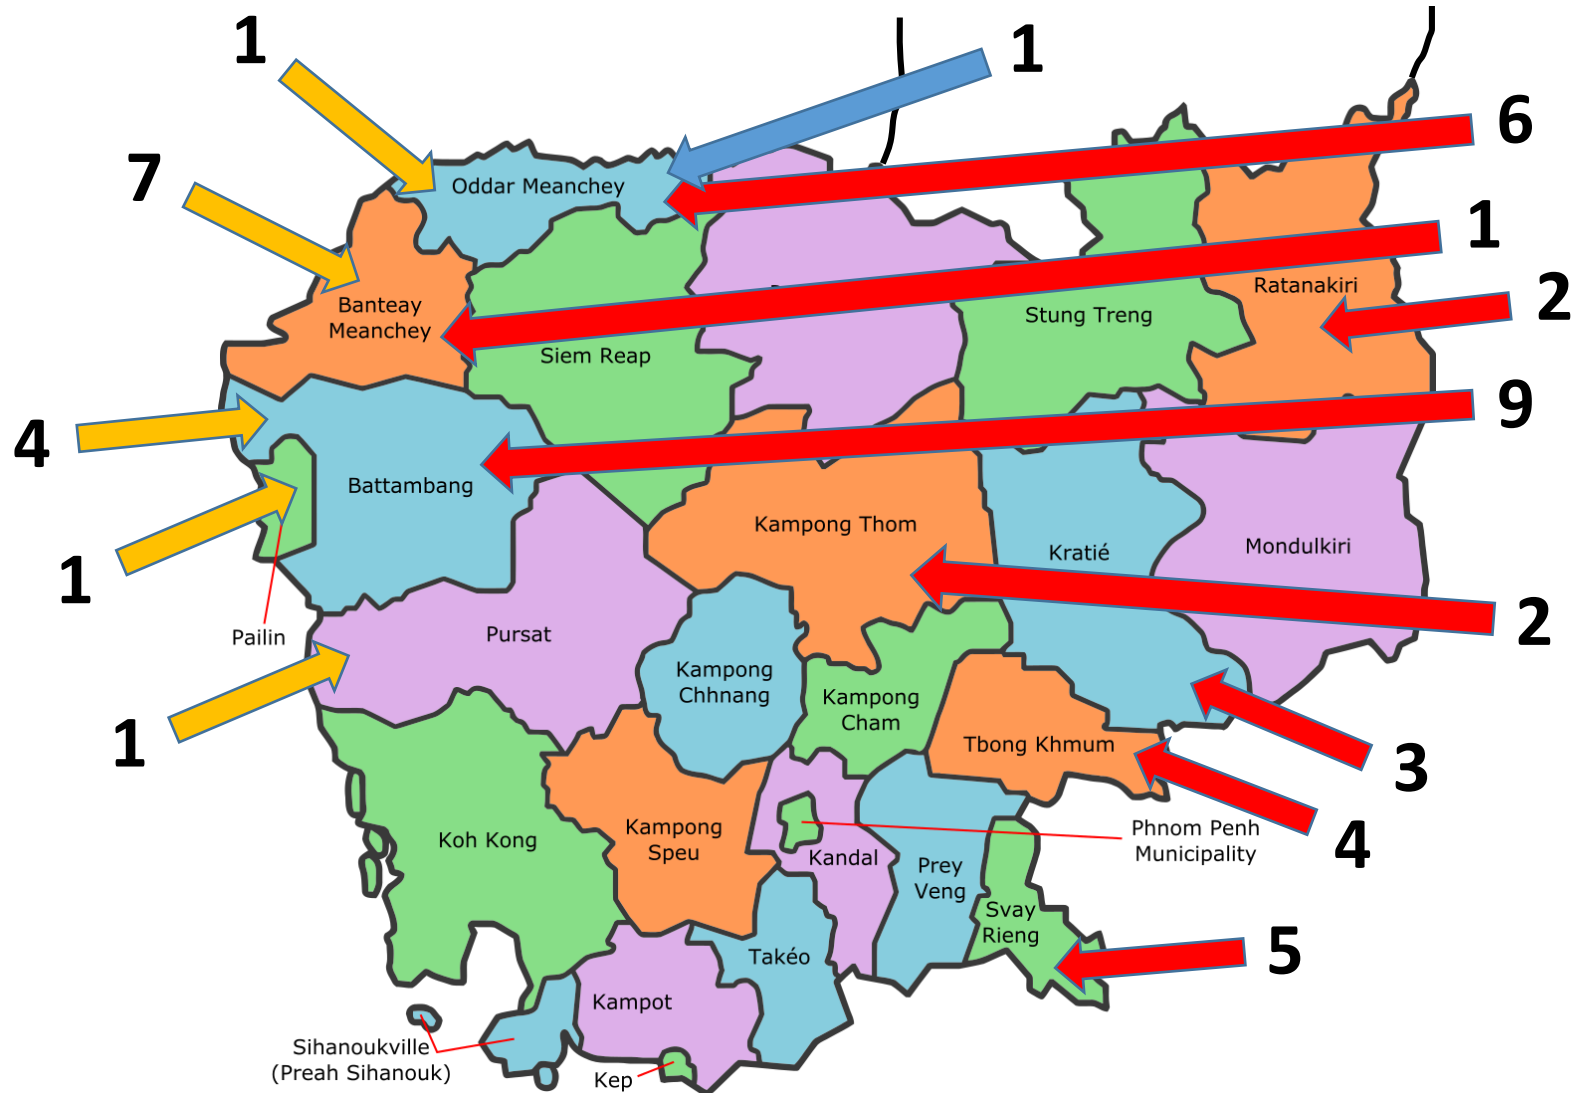 1
1
6
7
Oddar Meanchey
1
Ratanakiri
2
Banteay
Meanchey
Stung Treng
Siem Reap
9
4
Battambang
Kampong Thom
Kratié
Mondulkiri
1
Pailin
Pursat
2
Kampong
Chhnang
Kampong
Cham
1
Tbong Khmum
3
Koh Kong
Kampong
Speu
Phnom Penh
Municipality
4
Kandal
Prey
Veng
Svay
Rieng
5
Takéo
Kampot
Sihanoukville
(Preah Sihanouk)
Kep